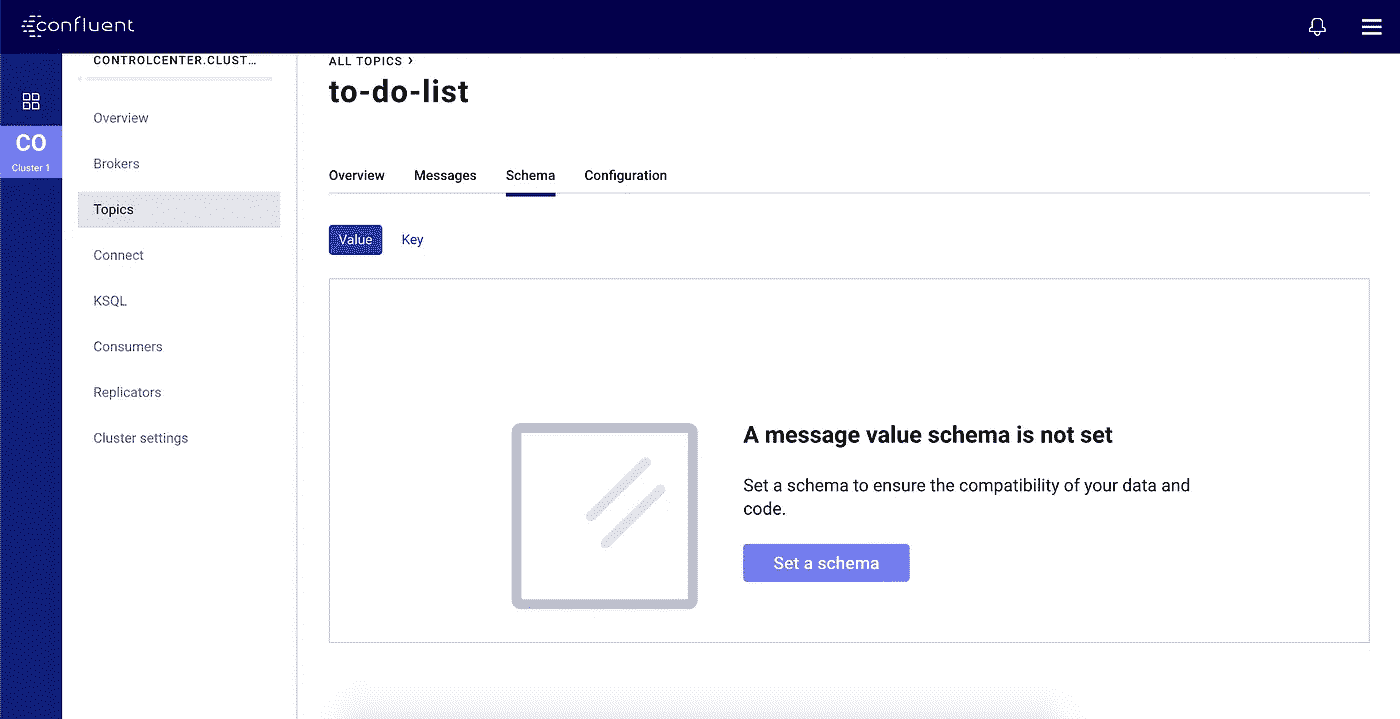 confluent
CONTROLCENTER.CLUST...
ALL TOPICS >
to-do-list
CO
Cluster 1
Overview
Brokers
Topics
Connect
KSQL
Consumers
Replicators
Cluster settings
Overview Messages Schema Configuration
Value Key
A message value schema is not set
Set a schema to ensure the compatibility of your data and
code.
Set a schema